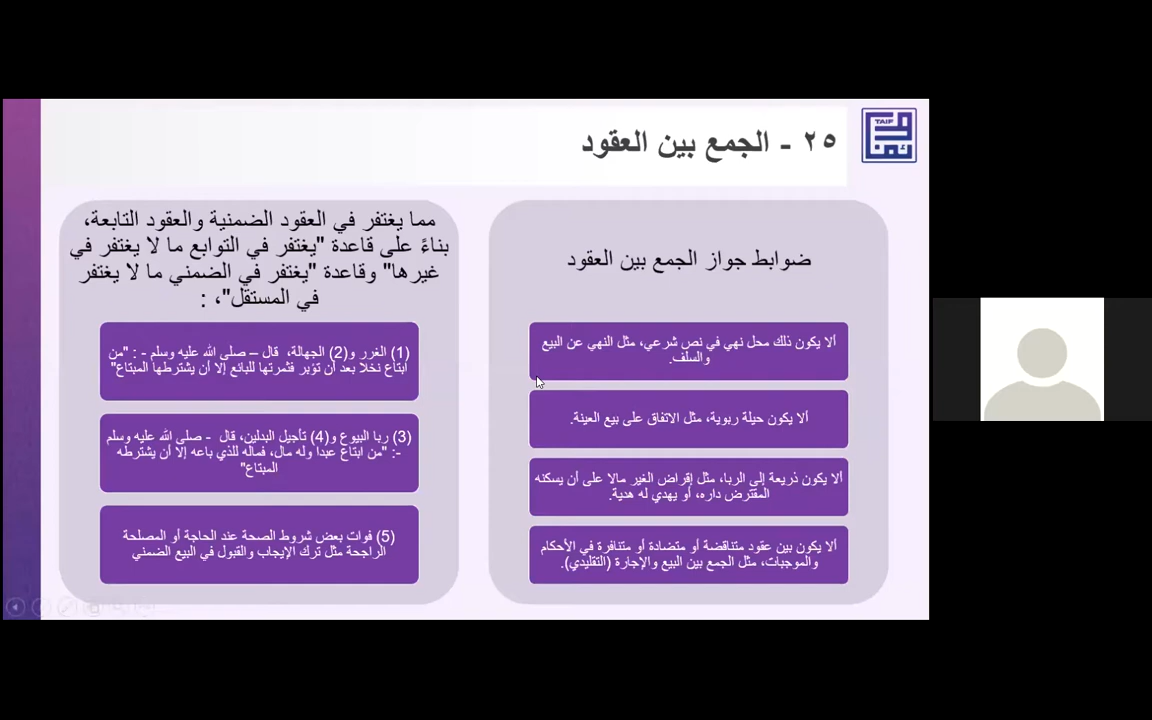 ٢٥ - الجمع بين العقود
TAIF
ضوابط جواز الجمع بين العقود
ألا يكون ذلك محل نهي في نص شرعي، مثل النهي عن البيع
والسلف.
ألا يكون حيلة ربوية، مثل الاتفاق على بيع العينة.
ألا يكون ذريعة إلى الربا، مثل إقراض الغير مالا على أن يسكنه
المقترض داره، أو يهدي له هدية.
ألا يكون بين عقود متناقضة أو متضادة أو متنافرة في الأحكام
والموجبات، مثل الجمع بين البيع والإجارة (التقليدي).
مما يغتفر في العقود الضمنية والعقود التابعة،
بناءً على قاعدة "يغتفر في التوابع ما لا يغتفر في
غيرها" وقاعدة "يغتفر في الضمني ما لا يغتفر
في المستقل"، :
(1) الغرر و(2) الجهالة، قال – صلى الله عليه وسلم - : "من
ابتاع نخلا بعد أن تؤبر فثمرتها للبائع إلا أن يشترطها المبتاع"
(3) ربا البيوع و(4) تأجيل البدلين، قال - صلى الله عليه وسلم
-: "من ابتاع عبدا وله مال، فماله للذي باعه إلا أن يشترطه
المبتاع"
(5) فوات بعض شروط الصحة عند الحاجة أو المصلحة
الراجحة مثل ترك الإيجاب والقبول في البيع الضمني